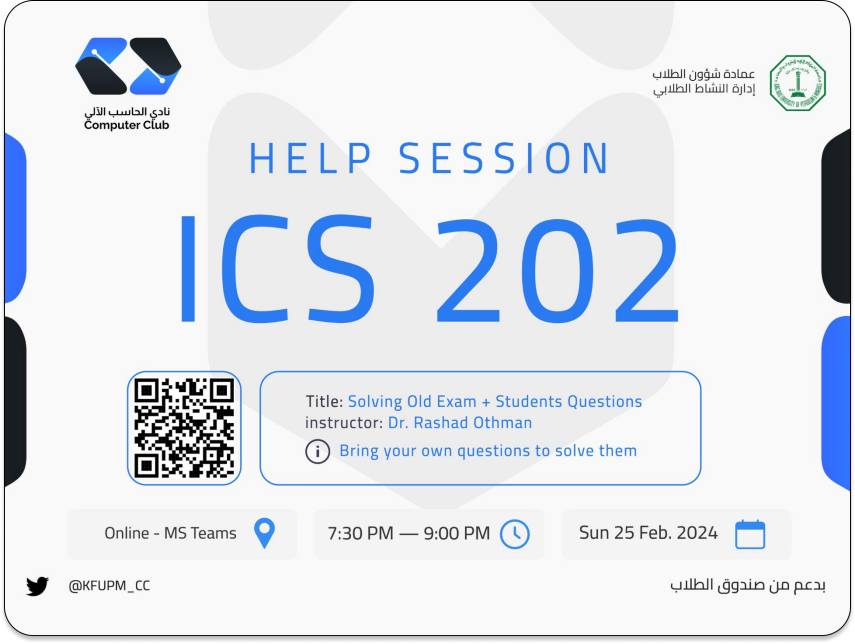 نادي الحاسب الآلي
Computer Club
عمادة شؤون الطلاب
إدارة النشاط الطلابي
HELP SESSION
ICS 202
Title: Solving Old Exam + Students Questions
instructor: Dr. Rashad Othman
Bring your own questions to solve them
Online - MS Teams
7:30 PM — 9:00 PM
Sun 25 Feb. 2024
@KFUPM_CC
بدعم من صندوق الطلاب